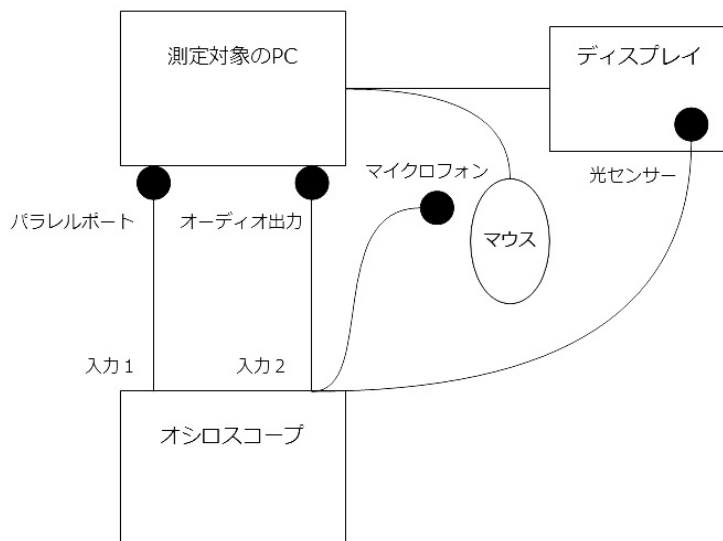 測定対象のPC
ディスプレイ
マイクロフォン
光センサー
パラレルポート
オーディオ出力
マウス
入力１
入力２
オシロスコープ